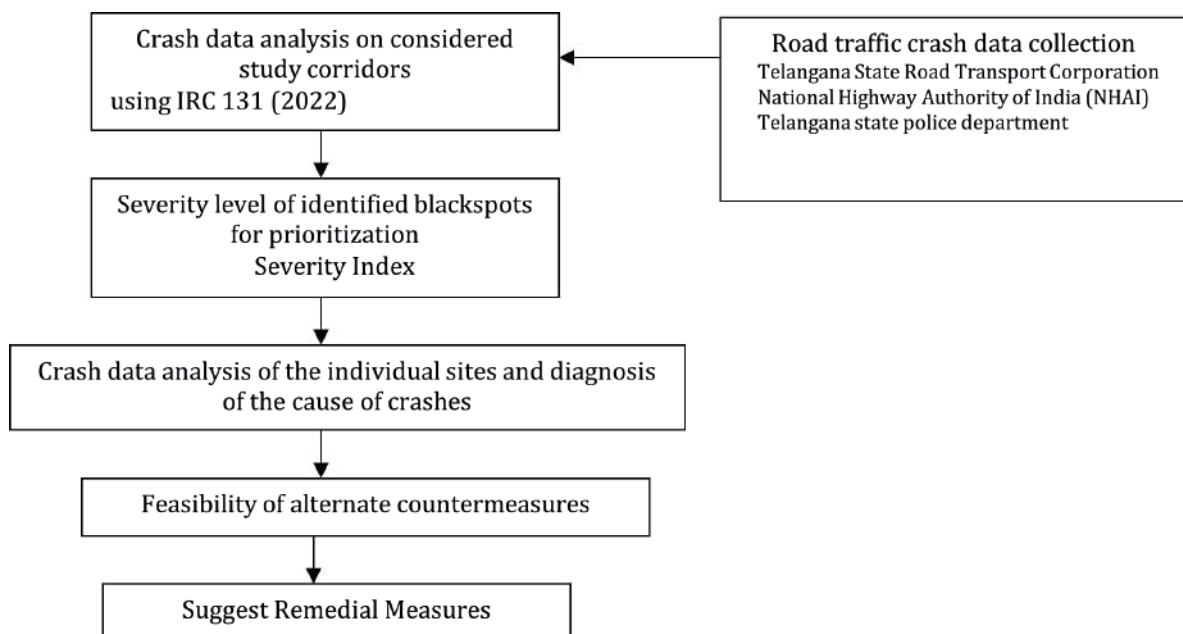 Crash data analysis on considered
study corridors
using IRC 131 (2022)
Road traffic crash data collection
Telangana State Road Transport Corporation
National Highway Authority of India (NHAI)
Telangana state police department
Severity level of identified blackspots
for prioritization
Severity Index
Crash data analysis of the individual sites and diagnosis
of the cause of crashes
Feasibility of alternate countermeasures
Suggest Remedial Measures